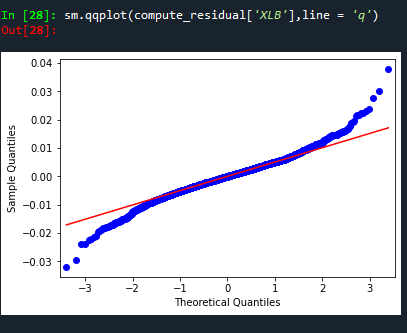 In [28]: sm.qqplot(compute_residual['XLB'],line = 'q')
Out[28]:
0.04
0.03
0.02
0.01
0.00
−0.01
−0.02
−0.03
Sample Quantiles
−3 −2 −1 0 1 2 3
Theoretical Quantiles